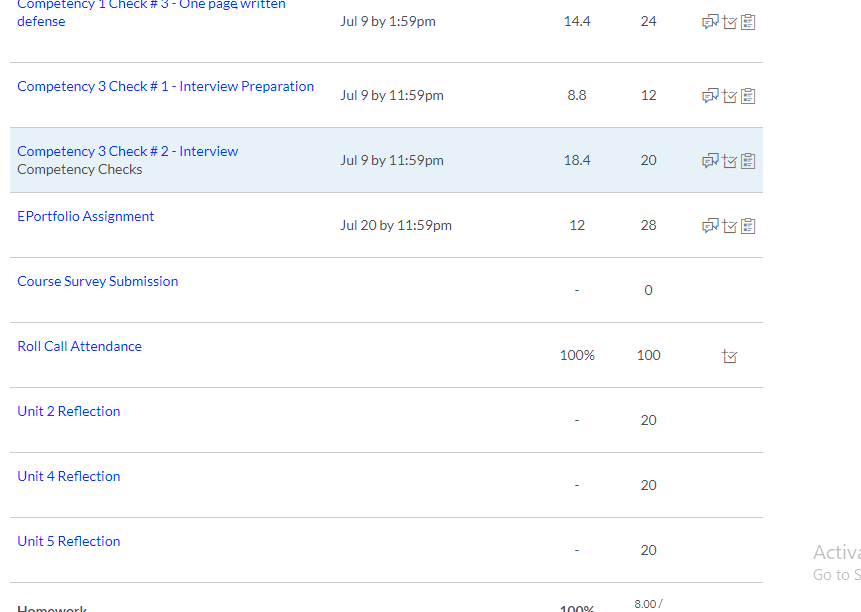 Competency 1 Check # 3 - One page written
defense
Jul 9 by 1:59pm
14.4
24
Competency 3 Check # 1 - Interview Preparation
Jul 9 by 11:59pm
8.8
12
Competency 3 Check # 2 - Interview
Competency Checks
Jul 9 by 11:59pm
18.4
20
EPortfolio Assignment
Jul 20 by 11:59pm
12
28
Course Survey Submission
-
0
Roll Call Attendance
100%
100
Unit 2 Reflection
-
20
Unit 4 Reflection
-
20
Unit 5 Reflection
-
20
Activa
Go to S
Homework
100%
8.00 /